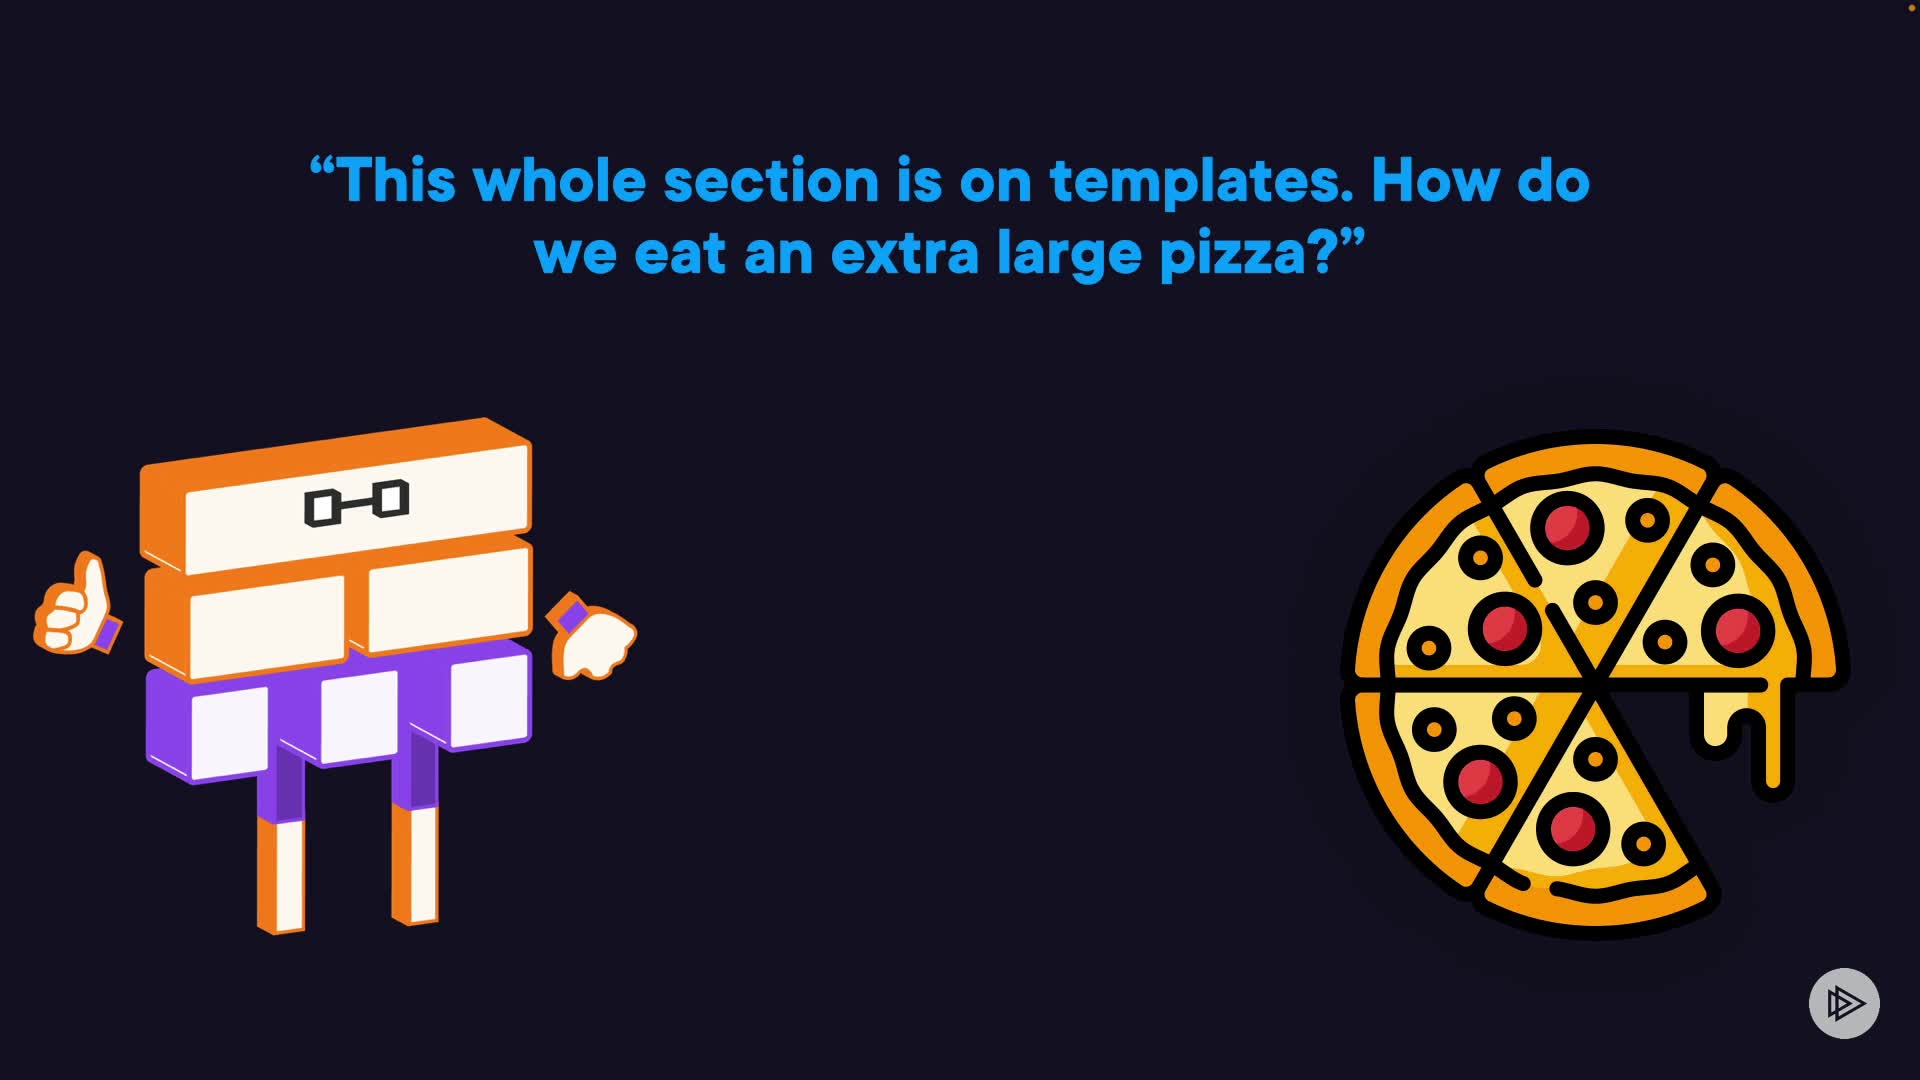 “This whole section is on templates. How do
we eat an extra large pizza?”